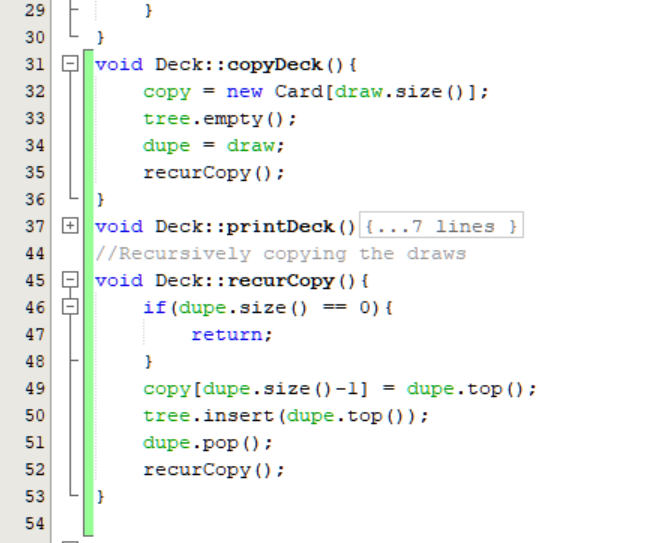 29 }
30 }
31 void Deck::copyDeck(){
32 copy = new Card[draw.size()];
33 tree.empty();
34 dupe = draw;
35 recurCopy();
36 }
37 void Deck::printDeck(){...7 lines }
44 //Recursively copying the draws
45 void Deck::recurCopy(){
46 if(dupe.size() == 0){
47 return;
48 }
49 copy[dupe.size()-1] = dupe.top();
50 tree.insert(dupe.top());
51 dupe.pop();
52 recurCopy();
53 }
54